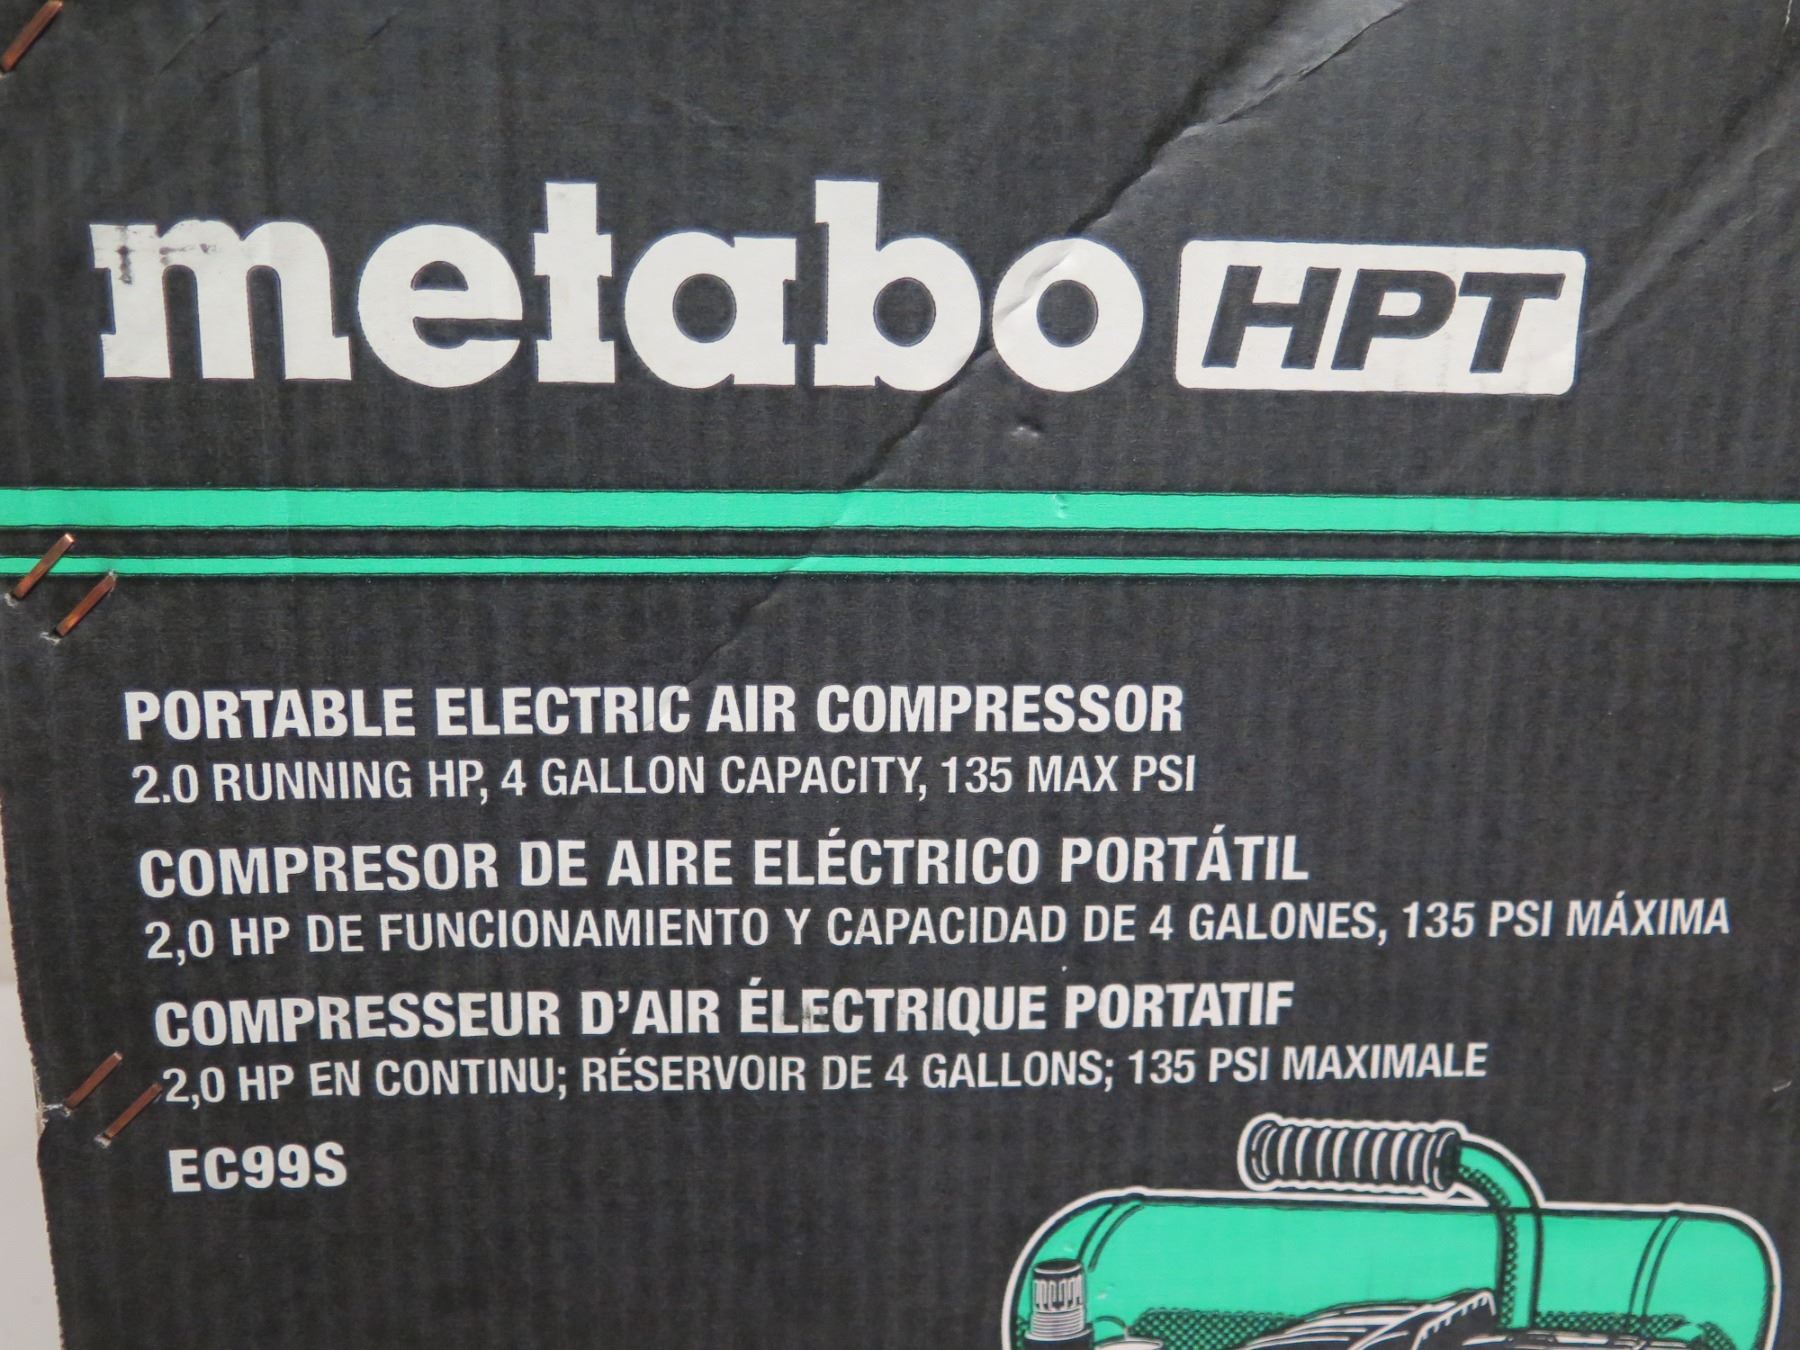 metabo HPT
PORTABLE ELECTRIC AIR COMPRESSOR
2.0 RUNNING HP, 4 GALLON CAPACITY, 135 MAX PSI
COMPRESOR DE AIRE ELÉCTRICO PORTÁTIL
2,0 HP DE FUNCIONAMIENTO Y CAPACIDAD DE 4 GALONES, 135 PSI MÁXIMA
COMPRESSEUR D'AIR ÉLECTRIQUE PORTATIF
2,0 HP EN CONTINU; RÉSERVOIR DE 4 GALLONS; 135 PSI MAXIMALE
EC99S